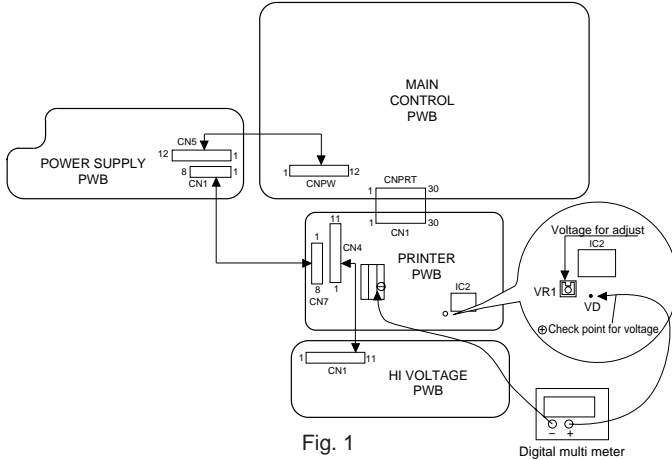 MAIN
CONTROL
PWB
CN5
12 1
POWER SUPPLY
PWB
8 1
CN1
1 12
CNPW
CNPRT
1 30
1 30
CN1
11
CN4
1
1
8
CN7
PRINTER
PWB
IC2
Voltage for adjust
IC2
VR1
VD
⊕Check point for voltage
1 11
CN1
HI VOLTAGE
PWB
− +
Digital multi meter
Fig. 1